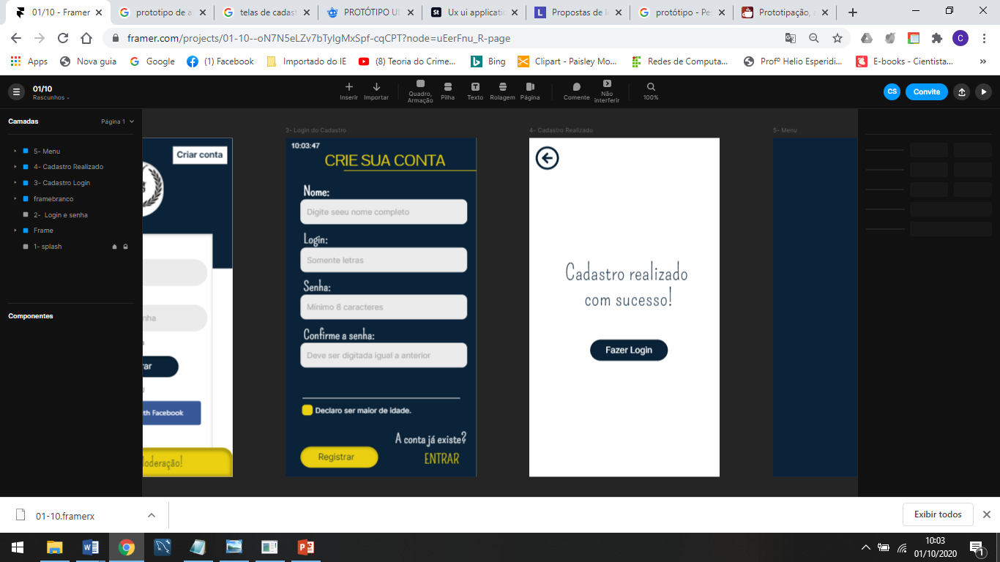 01/10 - Framer
prototipo de a
telas de cadast
PROTÓTIPO UI
Ux ui applicatio
Propostas de l
protótipo - Pes
Prototipação, a
framer.com/projects/01-10--oN7N5eLZv7bTyIgMxSpf-cqCPT?node=uEerFnu_R-page
Apps
Nova guia
Google
(1) Facebook
Importado do IE
(8) Teoria do Crime...
Bing
Clipart - Paisley Mo...
Redes de Computa...
Profº Helio Esperidi...
E-books - Cientista...
»
01/10
Rascunhos
Inserir
Importar
Quadro,
Armação
Pilha
Texto
Rolagem
Página
Comente
Não
interferir
100%
CS
Convite
Camadas
Página 1
5- Menu
4- Cadastro Realizado
3- Cadastro Login
framebranco
2- Login e senha
Frame
1- splash
Componentes
Criar conta
nha
rar
th Facebook
Moderação!
3- Login do Cadastro
10:03:47
CRIE SUA CONTA
Nome:
Digite seeu nome completo
Login:
Somente letras
Senha:
Mínimo 8 caracteres
Confirme a senha:
Deve ser digitada igual a anterior
Declaro ser maior de idade.
A conta já existe?
Registrar
ENTRAR
4- Cadastro Realizado
Cadastro realizado
com sucesso!
Fazer Login
5- Menu
01-10.framerx
Exibir todos
10:03
01/10/2020
1